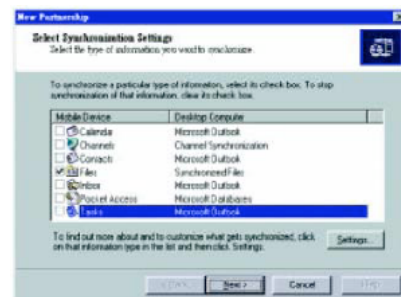 New Partnership
Select Synchronization Settings
Select the type of information you want to synchronize.
To synchronize a particular type of information, select its check box. To stop
synchronization of that information, clear its check box.
Mobile Device Desktop Computer
Calendar Microsoft Outlook
Channels Channel Synchronization
Contacts Microsoft Outlook
Files Synchronized Files
Inbox Microsoft Outlook
Pocket Access Microsoft Databases
Tasks Microsoft Outlook
To find out more about and to customize what gets synchronized, click
on that information type in the list and then click Settings.
Settings...
< Back Next > Cancel Help